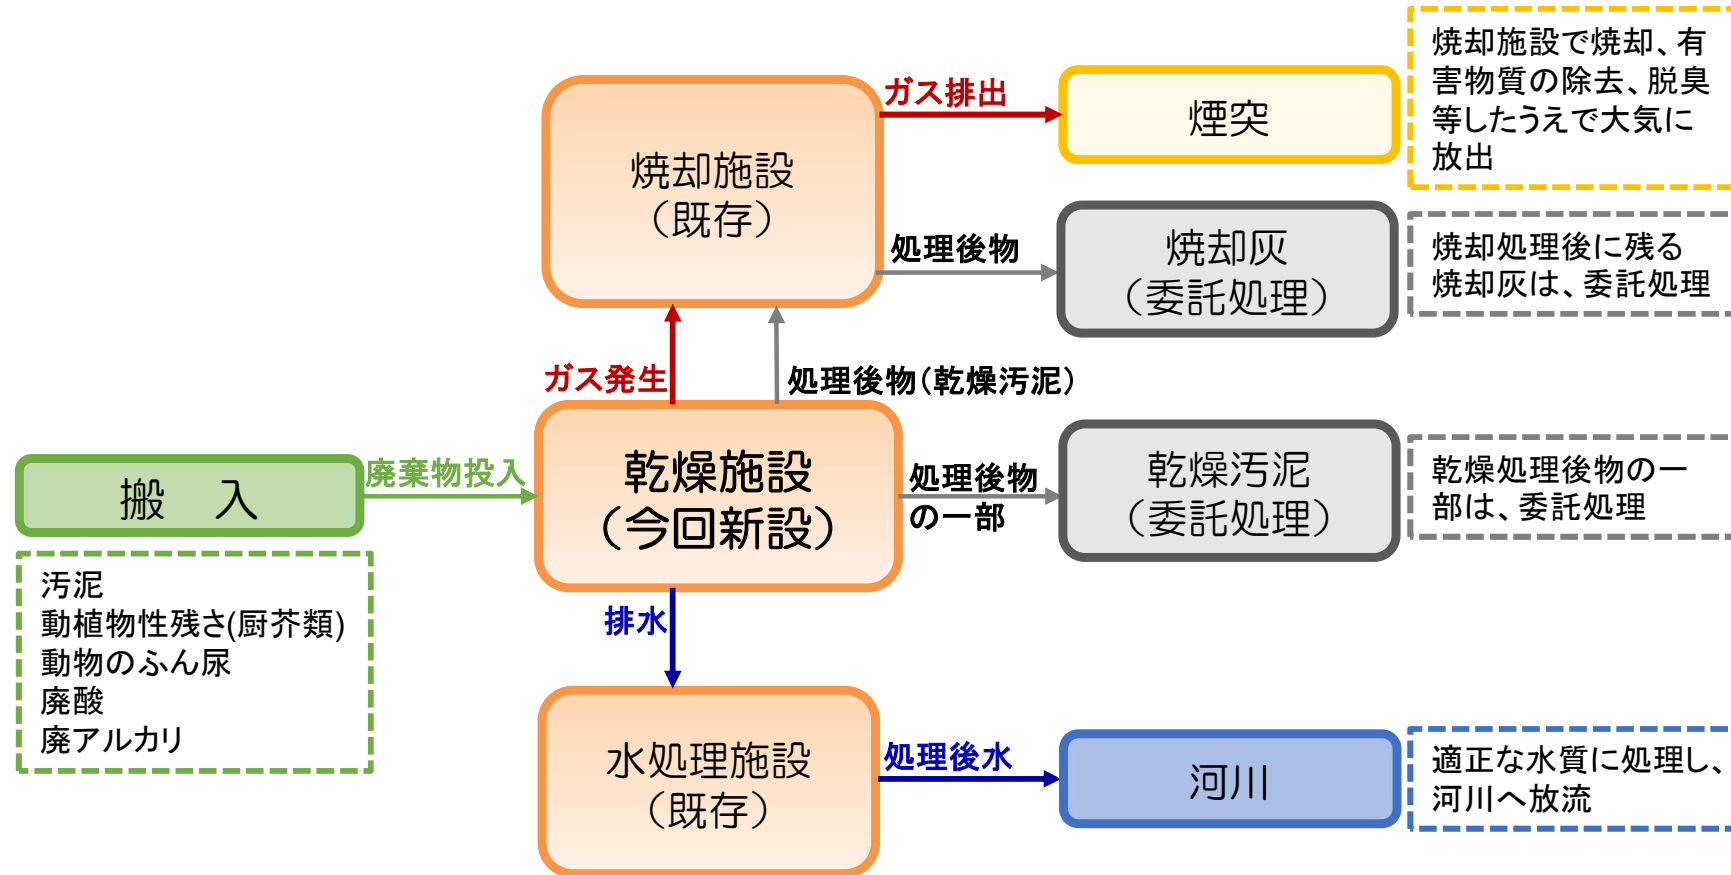 焼却施設で焼却、有
害物質の除去、脱臭
等したうえで大気に
放出
ガス排出
煙突
焼却施設
（既存）
処理後物
焼却灰
（委託処理）
焼却処理後に残る
焼却灰は、委託処理
ガス発生
処理後物（乾燥汚泥）
搬　入
廃棄物投入
乾燥施設
（今回新設）
処理後物
の一部
乾燥汚泥
（委託処理）
乾燥処理後物の一
部は、委託処理
汚泥
動植物性残さ(厨芥類)
動物のふん尿
廃酸
廃アルカリ
排水
水処理施設
（既存）
処理後水
河川
適正な水質に処理し、
河川へ放流